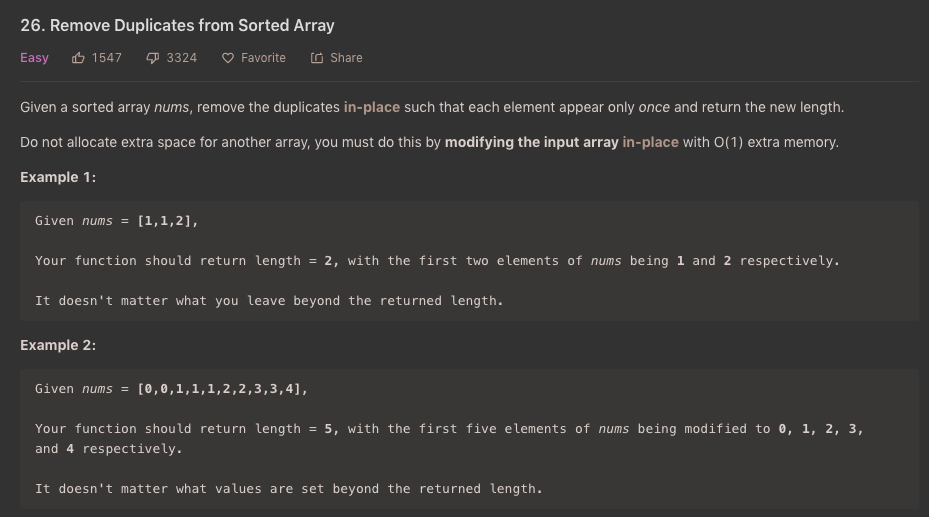 26. Remove Duplicates from Sorted Array
Easy 1547 3324 Favorite Share
Given a sorted array nums, remove the duplicates in-place such that each element appear only once and return the new length.
Do not allocate extra space for another array, you must do this by modifying the input array in-place with O(1) extra memory.
Example 1:
Given nums = [1,1,2],
Your function should return length = 2, with the first two elements of nums being 1 and 2 respectively.
It doesn't matter what you leave beyond the returned length.
Example 2:
Given nums = [0,0,1,1,1,2,2,3,3,4],
Your function should return length = 5, with the first five elements of nums being modified to 0, 1, 2, 3,
and 4 respectively.
It doesn't matter what values are set beyond the returned length.